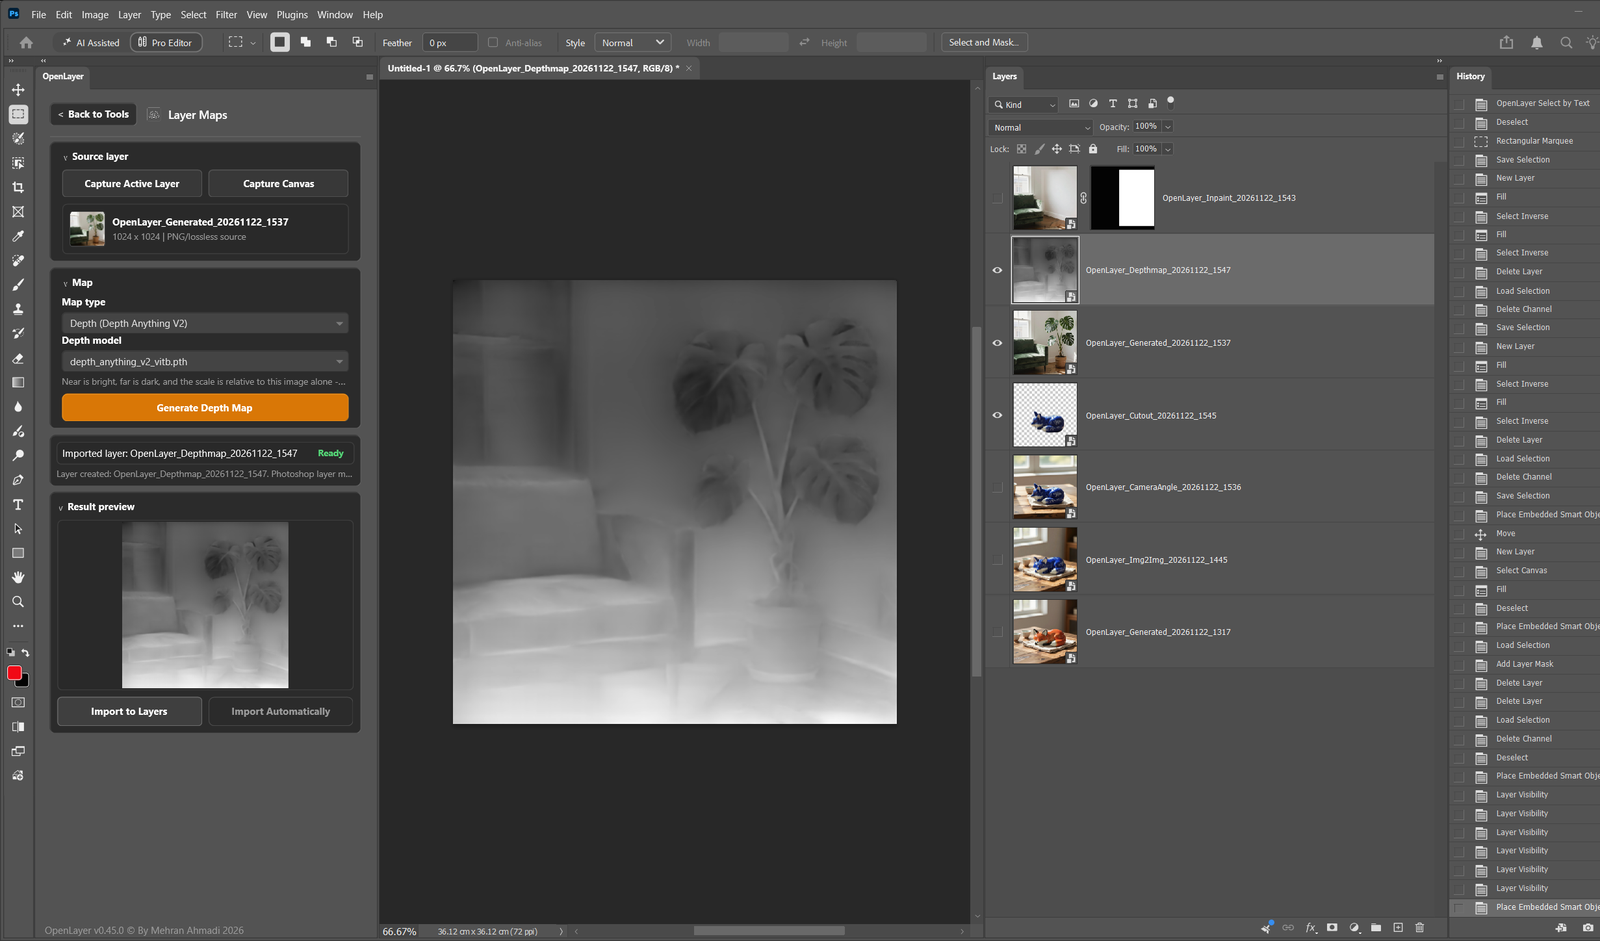 Ps File Edit Image Layer Type Select Filter View Plugins Window Help
AI Assisted Pro Editor Feather 0 px Anti-alias Style Normal Width Height Select and Mask...
OpenLayer
< Back to Tools Layer Maps
Source layer
Capture Active Layer Capture Canvas
OpenLayer_Generated_20261122_1537
1024 x 1024 | PNG/lossless source
Map
Map type
Depth (Depth Anything V2)
Depth model
depth_anything_v2_vitb.pth
Near is bright, far is dark, and the scale is relative to this image alone -...
Generate Depth Map
Imported layer: OpenLayer_Depthmap_20261122_1547 Ready
Layer created: OpenLayer_Depthmap_20261122_1547. Photoshop layer m...
Result preview
Import to Layers Import Automatically
OpenLayer v0.45.0 © By Mehran Ahmadi 2026
Untitled-1 @ 66.7% (OpenLayer_Depthmap_20261122_1547, RGB/8) *
66.67% 36.12 cm x 36.12 cm (72 ppi)
Layers
Kind
Normal Opacity: 100%
Lock: Fill: 100%
OpenLayer_Inpaint_20261122_1543
OpenLayer_Depthmap_20261122_1547
OpenLayer_Generated_20261122_1537
OpenLayer_Cutout_20261122_1545
OpenLayer_CameraAngle_20261122_1536
OpenLayer_Img2Img_20261122_1445
OpenLayer_Generated_20261122_1317
fx
History
OpenLayer Select by Text
Deselect
Rectangular Marquee
Save Selection
New Layer
Fill
Select Inverse
Fill
Select Inverse
Delete Layer
Load Selection
Delete Channel
Save Selection
New Layer
Fill
Select Inverse
Fill
Select Inverse
Delete Layer
Load Selection
Delete Channel
Save Selection
Place Embedded Smart Obje
Move
New Layer
Select Canvas
Fill
Deselect
Place Embedded Smart Obje
Load Selection
Add Layer Mask
Delete Layer
Delete Layer
Load Selection
Delete Channel
Deselect
Place Embedded Smart Obje
Layer Visibility
Layer Visibility
Layer Visibility
Layer Visibility
Layer Visibility
Layer Visibility
Place Embedded Smart Obje